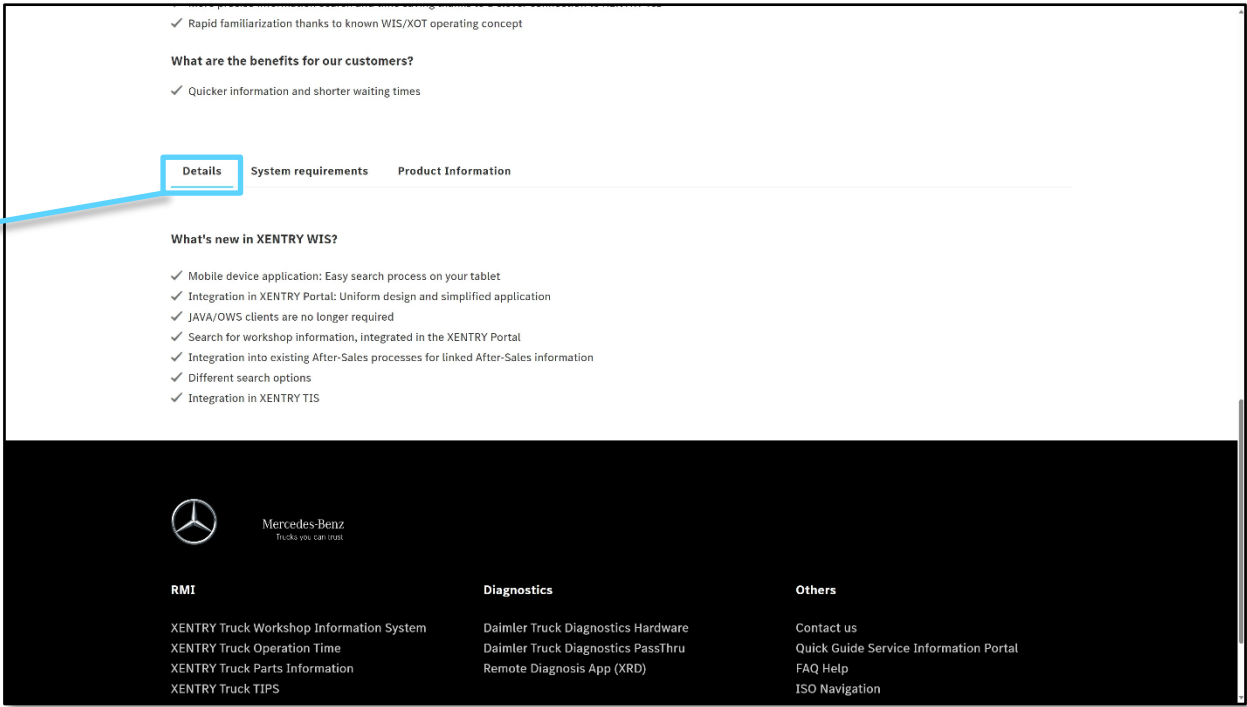 Rapid familiarization thanks to known WIS/XOT operating concept
What are the benefits for our customers?
Quicker information and shorter waiting times
Details System requirements Product Information
What's new in XENTRY WIS?
Mobile device application: Easy search process on your tablet
Integration in XENTRY Portal: Uniform design and simplified application
JAVA/OWS clients are no longer required
Search for workshop information, integrated in the XENTRY Portal
Integration into existing After-Sales processes for linked After-Sales information
Different search options
Integration in XENTRY TIS
Mercedes-Benz
Trucks you can trust
RMI
XENTRY Truck Workshop Information System
XENTRY Truck Operation Time
XENTRY Truck Parts Information
XENTRY Truck TIPS
Diagnostics
Daimler Truck Diagnostics Hardware
Daimler Truck Diagnostics PassThru
Remote Diagnosis App (XRD)
Others
Contact us
Quick Guide Service Information Portal
FAQ Help
ISO Navigation